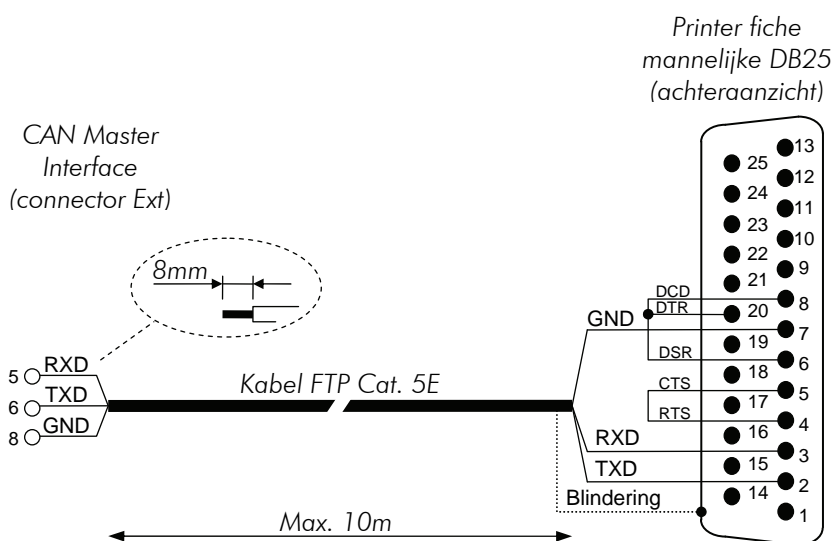 Printer fiche
mannelijke DB25
(achteraanzicht)
CAN Master
Interface
(connector Ext)
8mm
5 RXD
6 TXD
8 GND
Kabel FTP Cat. 5E
Max. 10m
GND
RXD
TXD
Blindering
DCD
DTR
DSR
CTS
RTS
13
25
12
24
11
23
10
22
9
21
8
20
7
19
6
18
5
17
4
16
3
15
2
14
1